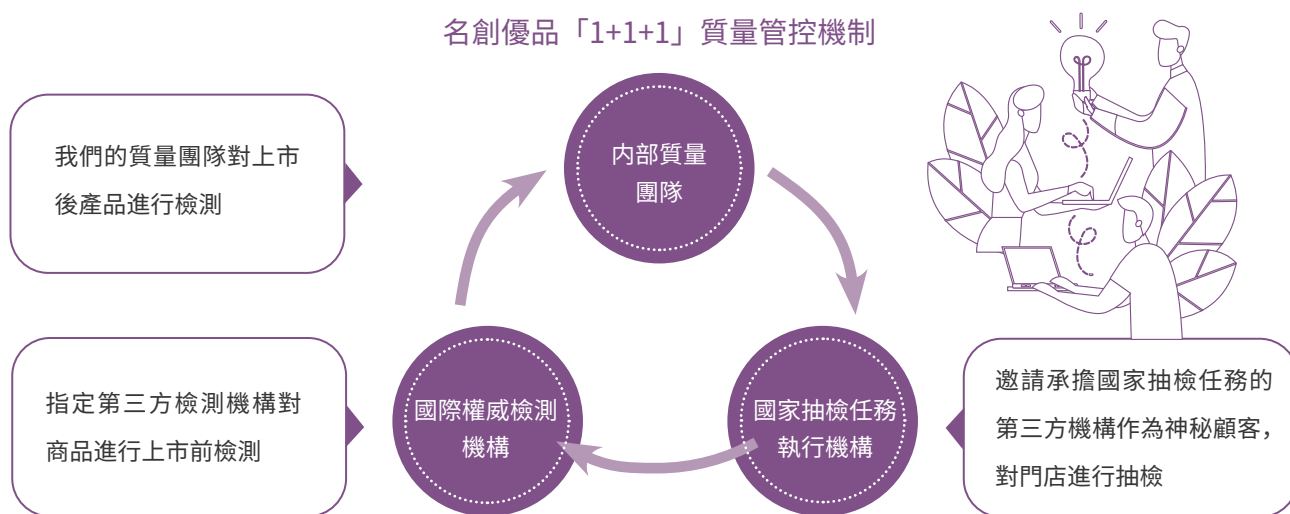 名創優品「1+1+1」質量管控機制
我們的質量團隊對上市
後產品進行檢測
内部質量
團隊
指定第三方檢測機構對
商品進行上市前檢測
國際權威檢測
機構
國家抽檢任務
執行機構
邀請承擔國家抽檢任務的
第三方機構作為神秘顧客，
對門店進行抽檢